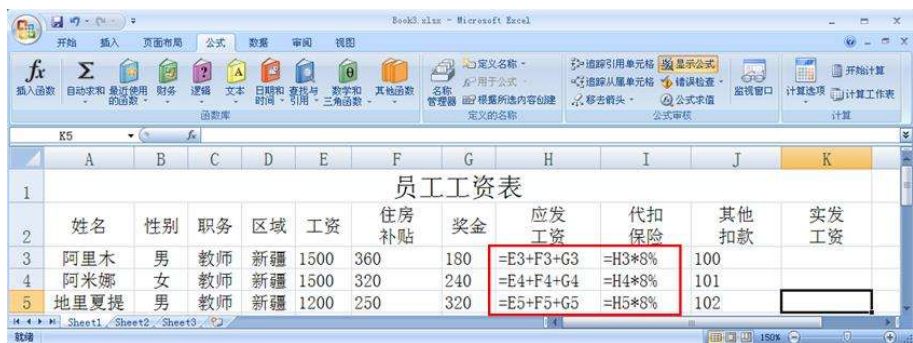 Book3.xlsx - Microsoft Excel
开始 插入 页面布局 公式 数据 审阅 视图
fx 插入函数
Σ 自动求和
最近使用的函数
财务
逻辑
文本
日期和时间
查找与引用
数学和三角函数
其他函数
函数库
名称管理器
定义名称
用于公式
根据所选内容创建
定义的名称
追踪引用单元格 显示公式
追踪从属单元格 错误检查
移去箭头 公式求值
公式审核
监视窗口
计算选项
开始计算
计算工作表
计算
K5 fx
A B C D E F G H I J K
1 员工工资表
2 姓名 性别 职务 区域 工资 住房补贴 奖金 应发工资 代扣保险 其他扣款 实发工资
3 阿里木 男 教师 新疆 1500 360 180 =E3+F3+G3 =H3*8% 100
4 阿米娜 女 教师 新疆 1500 320 240 =E4+F4+G4 =H4*8% 101
5 地里夏提 男 教师 新疆 1200 250 320 =E5+F5+G5 =H5*8% 102
Sheet1 Sheet2 Sheet3
就绪 150%